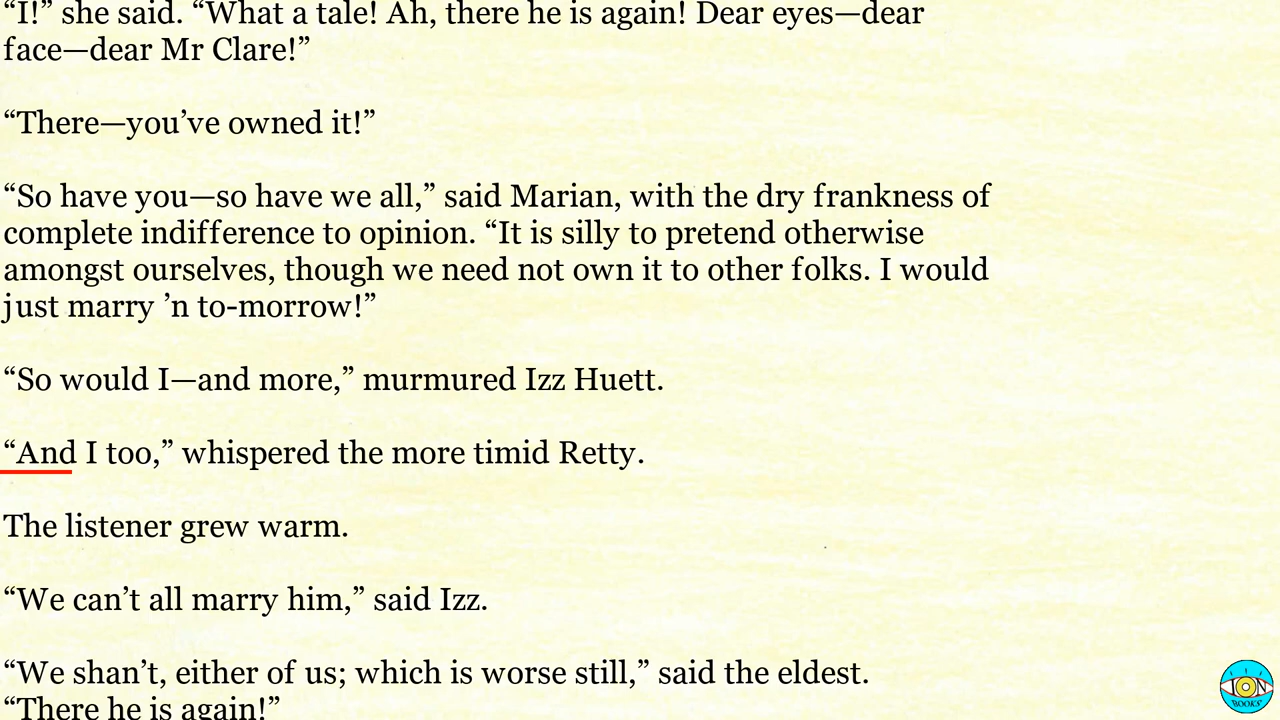 “I!” she said. “What a tale! Ah, there he is again! Dear eyes—dear
face—dear Mr Clare!”
“There—you’ve owned it!”
“So have you—so have we all,” said Marian, with the dry frankness of
complete indifference to opinion. “It is silly to pretend otherwise
amongst ourselves, though we need not own it to other folks. I would
just marry ’n to-morrow!”
“So would I—and more,” murmured Izz Huett.
“And I too,” whispered the more timid Retty.
The listener grew warm.
“We can’t all marry him,” said Izz.
“We shan’t, either of us; which is worse still,” said the eldest.
“There he is again!”
ION
BOOKS